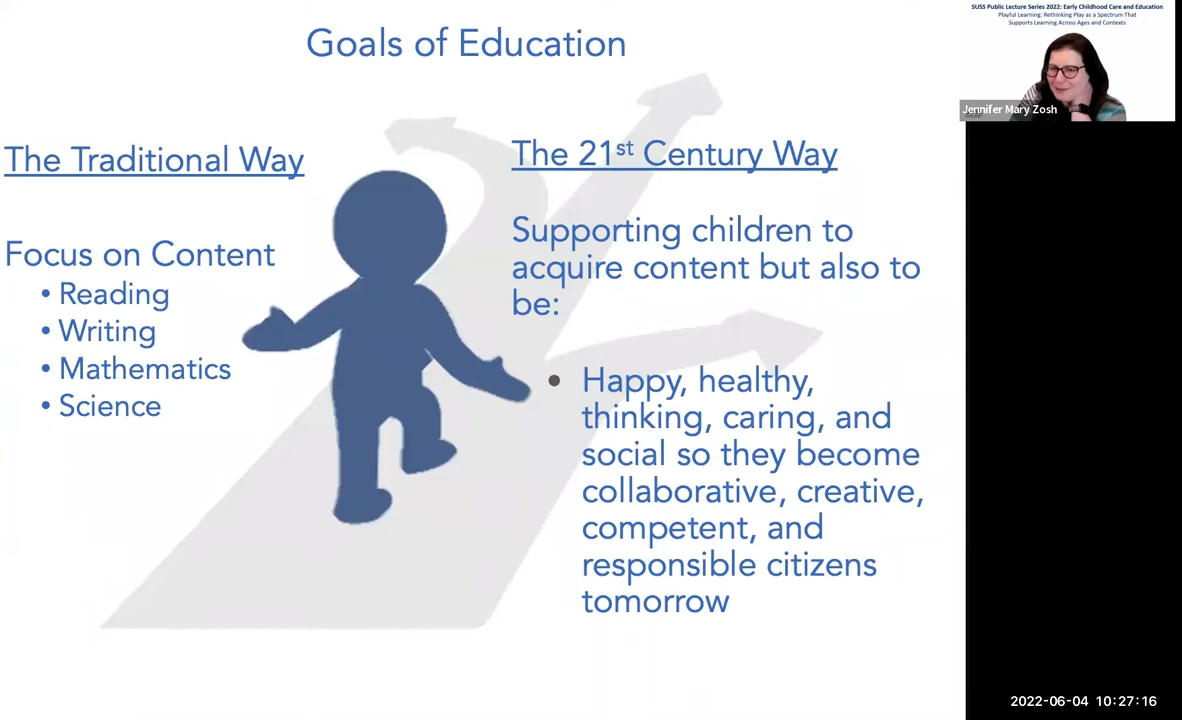 Goals of Education
The Traditional Way
Focus on Content
• Reading
• Writing
• Mathematics
• Science
The 21st Century Way
Supporting children to
acquire content but also to
be:
• Happy, healthy,
thinking, caring, and
social so they become
collaborative, creative,
competent, and
responsible citizens
tomorrow
SUSS Public Lecture Series 2022: Early Childhood Care and Education
Playful Learning: Rethinking Play as a Spectrum That
Supports Learning Across Ages and Contexts
Jennifer Mary Zosh
2022-06-04 10:27:16